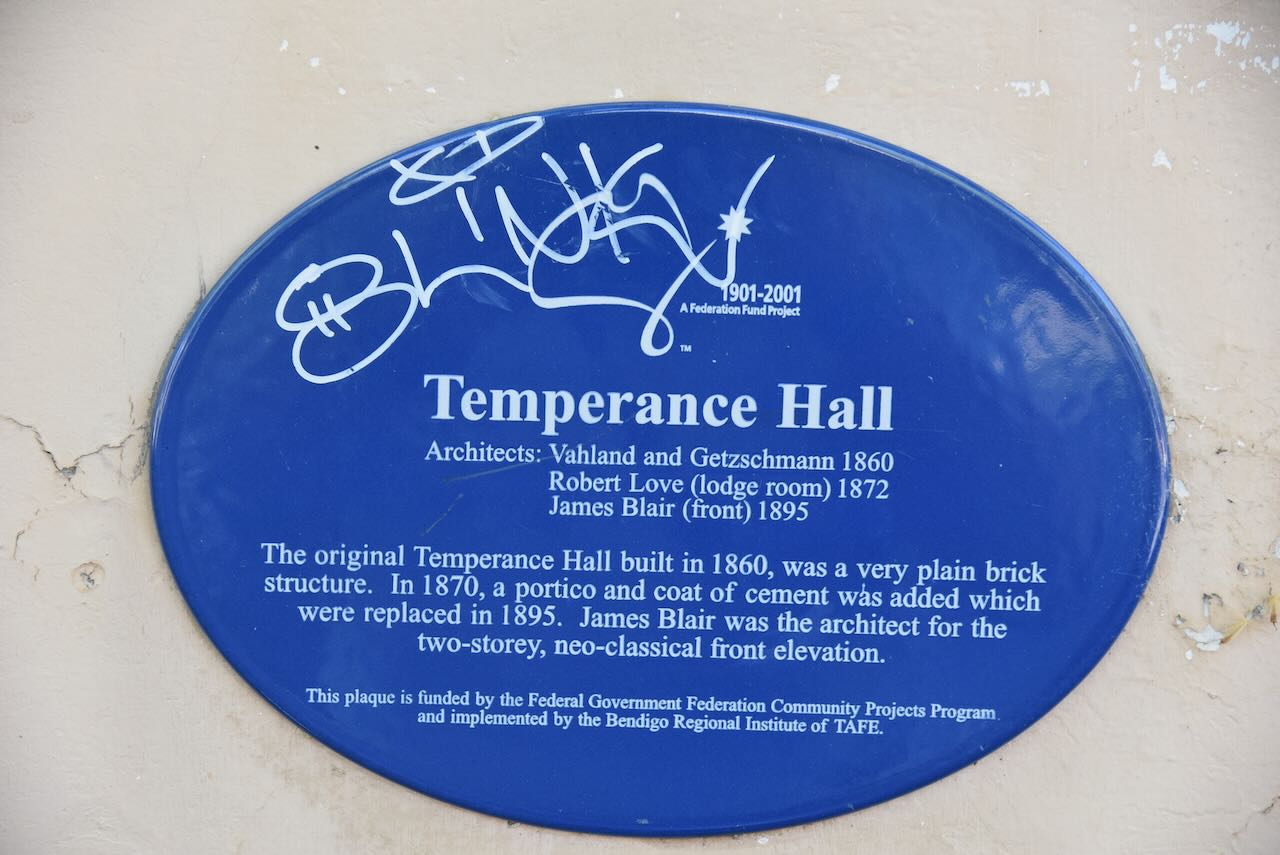 1901-2001
A Federation Fund Project
TM
Temperance Hall
Architects: Vahland and Getzschmann 1860
Robert Love (lodge room) 1872
James Blair (front) 1895
The original Temperance Hall built in 1860, was a very plain brick
structure. In 1870, a portico and coat of cement was added which
were replaced in 1895. James Blair was the architect for the
two-storey, neo-classical front elevation.
This plaque is funded by the Federal Government Federation Community Projects Program
and implemented by the Bendigo Regional Institute of TAFE.